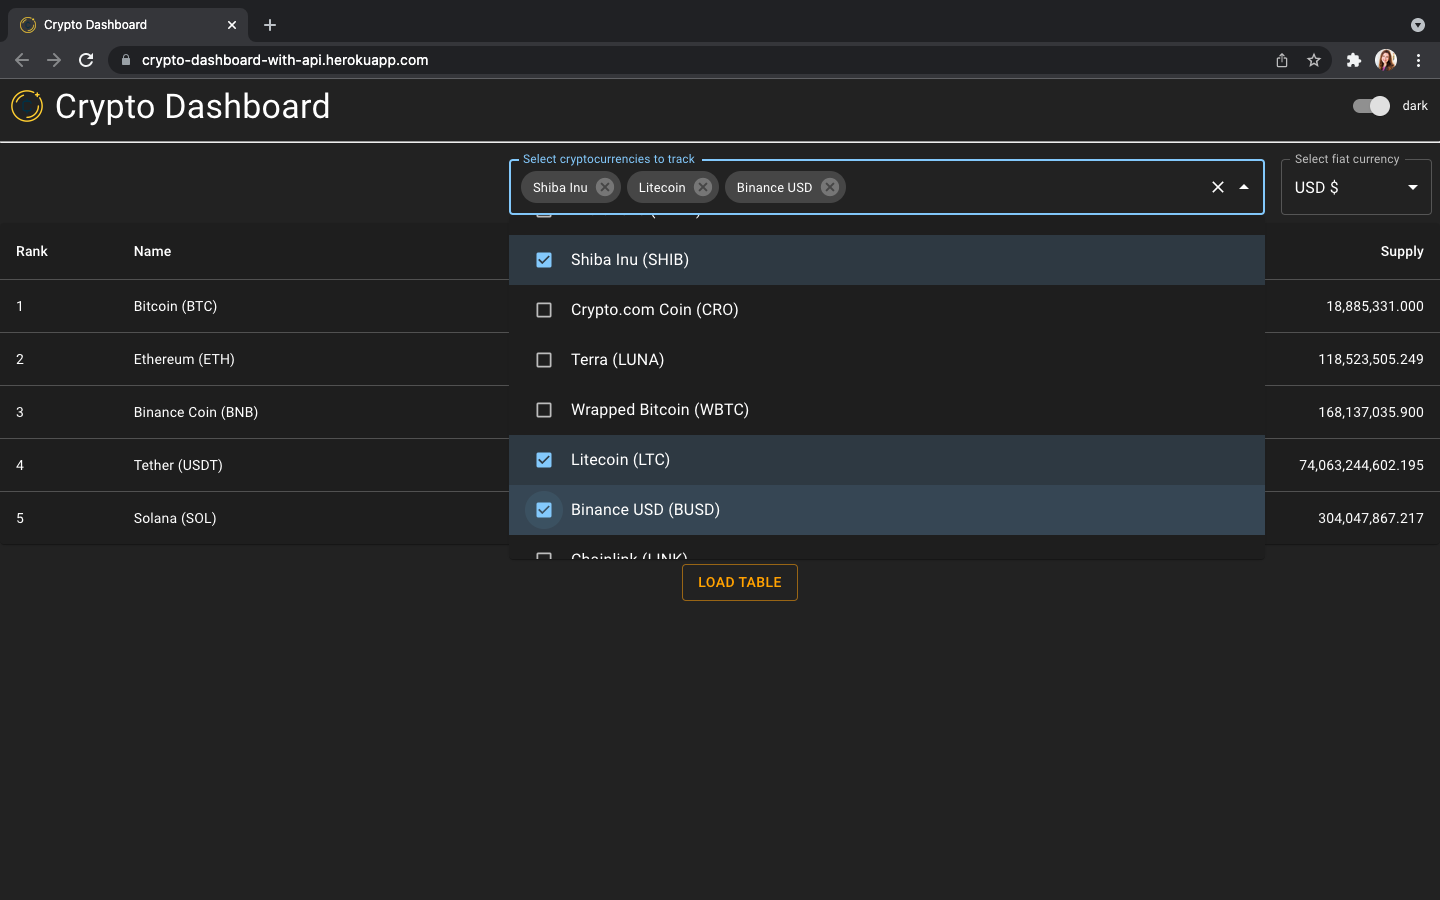 Crypto Dashboard
crypto-dashboard-with-api.herokuapp.com
Crypto Dashboard
dark
Select cryptocurrencies to track
Shiba Inu
Litecoin
Binance USD
Select fiat currency
USD $
Shiba Inu (SHIB)
Crypto.com Coin (CRO)
Terra (LUNA)
Wrapped Bitcoin (WBTC)
Litecoin (LTC)
Binance USD (BUSD)
Chainlink (LINK)
Rank Name Supply
1 Bitcoin (BTC) 18,885,331.000
2 Ethereum (ETH) 118,523,505.249
3 Binance Coin (BNB) 168,137,035.900
4 Tether (USDT) 74,063,244,602.195
5 Solana (SOL) 304,047,867.217
LOAD TABLE